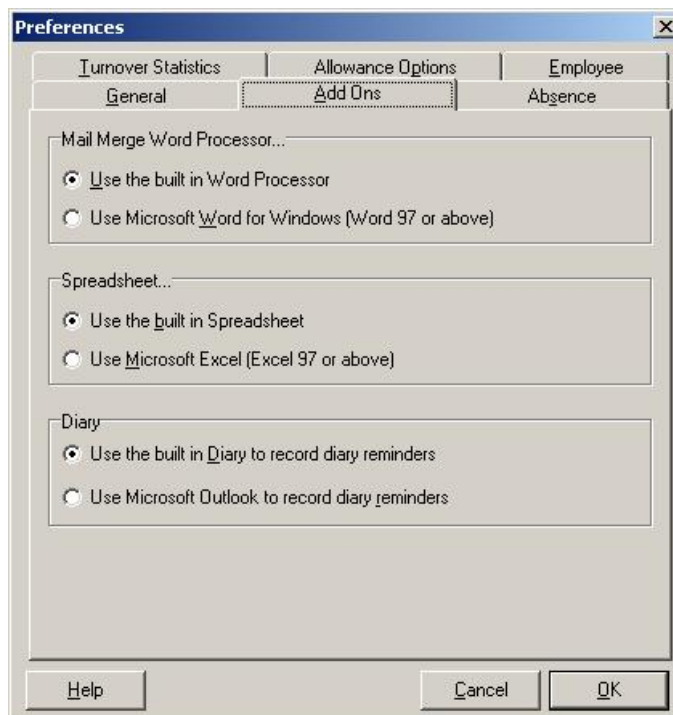 Preferences
Turnover Statistics
Allowance Options
Employee
General
Add Ons
Absence
Mail Merge Word Processor...
Use the built in Word Processor
Use Microsoft Word for Windows (Word 97 or above)
Spreadsheet...
Use the built in Spreadsheet
Use Microsoft Excel (Excel 97 or above)
Diary
Use the built in Diary to record diary reminders
Use Microsoft Outlook to record diary reminders
Help
Cancel
OK